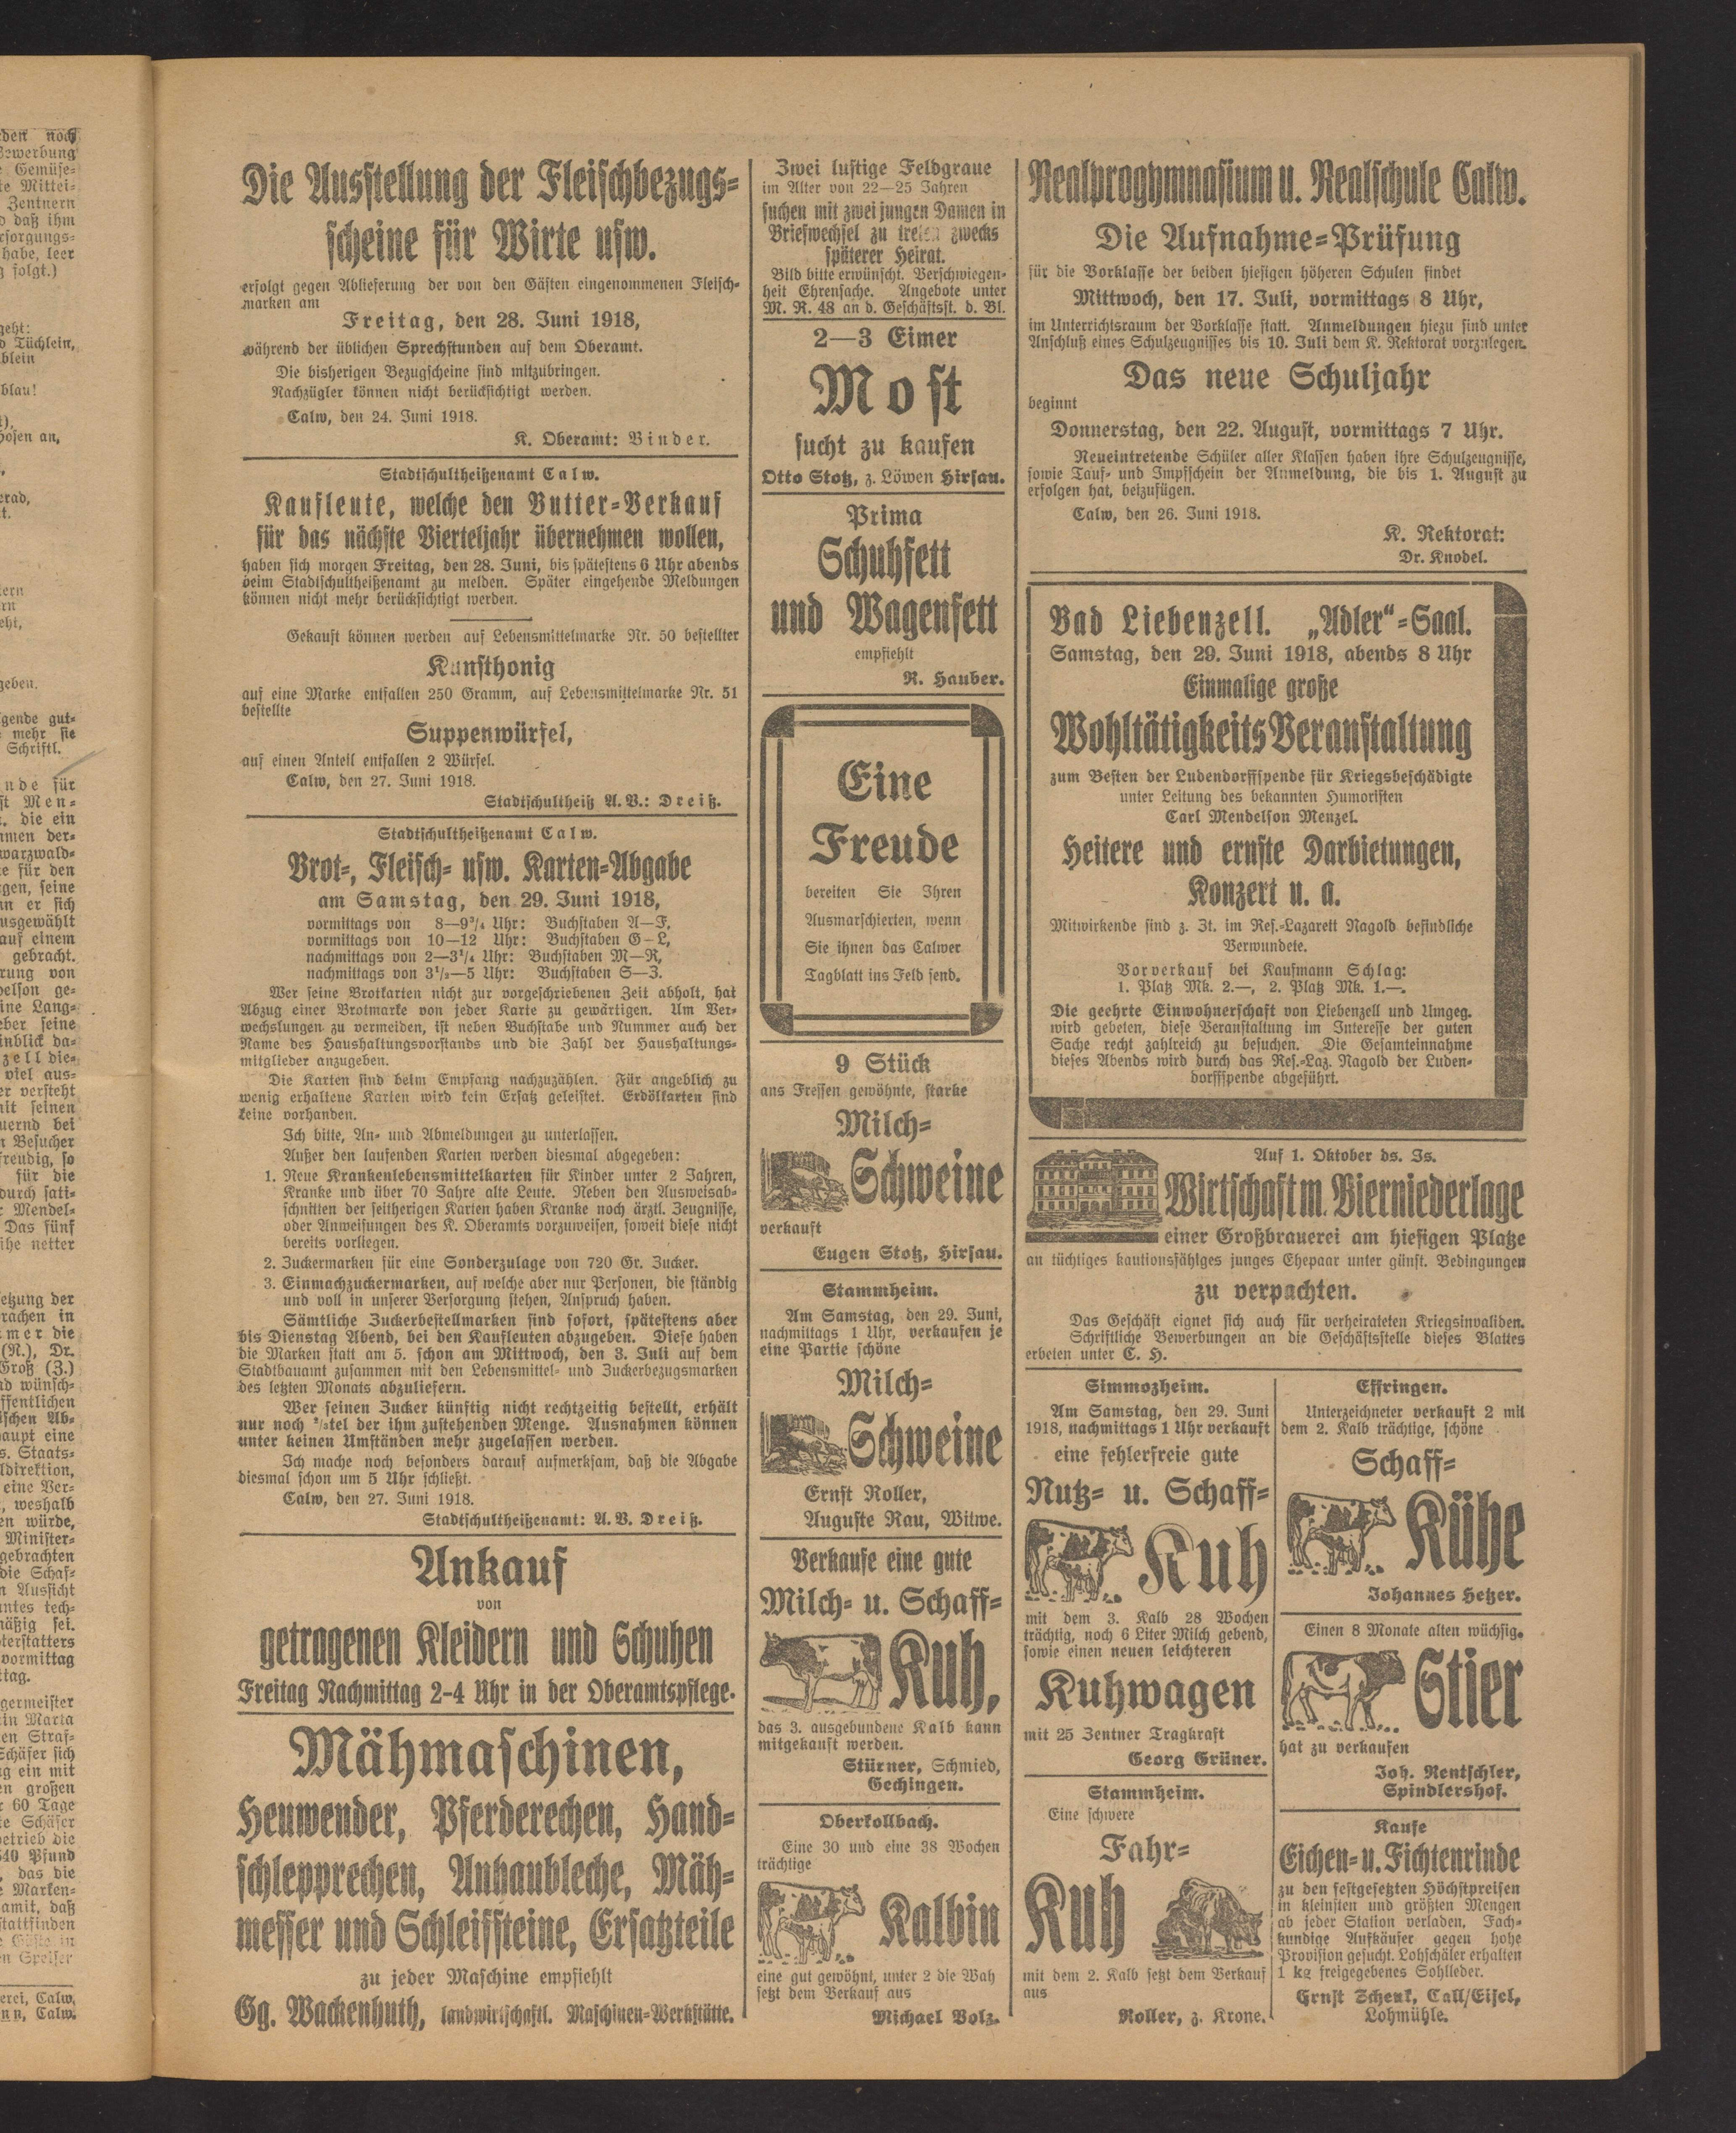 Die Ausstellung der Fleischbezugs-
scheine für Wirte usw.
erfolgt gegen Ablieferung der von den Gästen eingenommenen Fleisch-
marken am
Freitag, den 28. Juni 1918,
während der üblichen Sprechstunden auf dem Oberamt.
Die bisherigen Bezugscheine sind mitzubringen.
Nachzügler können nicht berücksichtigt werden.
Calw, den 24. Juni 1918.
K. Oberamt: Binder.
Stadtschultheißenamt Calw.
Kaufleute, welche den Butter-Verkauf
für das nächste Vierteljahr übernehmen wollen,
haben sich morgen Freitag, den 28. Juni, bis spätestens 6 Uhr abends
beim Stadtschultheißenamt zu melden. Später eingehende Meldungen
können nicht mehr berücksichtigt werden.
Gekauft können werden auf Lebensmittelmarke Nr. 50 bestellter
Kunsthonig
auf eine Marke entfallen 250 Gramm, auf Lebensmittelmarke Nr. 51
bestellte
Suppenwürfel,
auf einen Anteil entfallen 2 Würfel.
Calw, den 27. Juni 1918.
Stadtschultheiß A.V.: Dreiß.
Stadtschultheißenamt Calw.
Brot-, Fleisch- usw. Karten-Abgabe
am Samstag, den 29. Juni 1918,
vormittags von 8—9³/₄ Uhr: Buchstaben A—F,
vormittags von 10—12 Uhr: Buchstaben G—L,
nachmittags von 2—3¹/₄ Uhr: Buchstaben M—R,
nachmittags von 3¹/₂—5 Uhr: Buchstaben S—Z.
Wer seine Brotkarten nicht zur vorgeschriebenen Zeit abholt, hat
Abzug einer Brotmarke von jeder Karte zu gewärtigen. Um Ver-
wechslungen zu vermeiden, ist neben Buchstabe und Nummer auch der
Name des Haushaltungsvorstands und die Zahl der Haushaltungs-
mitglieder anzugeben.
Die Karten sind beim Empfang nachzuzählen. Für angeblich zu
wenig erhaltene Karten wird kein Ersatz geleistet. Erdölkarten sind
keine vorhanden.
Ich bitte, An- und Abmeldungen zu unterlassen.
Außer den laufenden Karten werden diesmal abgegeben:
1. Neue Krankenlebensmittelkarten für Kinder unter 2 Jahren,
Kranke und über 70 Jahre alte Leute. Neben den Ausweisab-
schnitten der seitherigen Karten haben Kranke noch ärztl. Zeugnisse,
oder Anweisungen des K. Oberamts vorzuweisen, soweit diese nicht
bereits vorliegen.
2. Zuckermarken für eine Sonderzulage von 720 Gr. Zucker.
3. Einmachzuckermarken, auf welche aber nur Personen, die ständig
und voll in unserer Versorgung stehen, Anspruch haben.
Sämtliche Zuckerbestellmarken sind sofort, spätestens aber
bis Dienstag Abend, bei den Kaufleuten abzugeben. Diese haben
die Marken statt am 5. schon am Mittwoch, den 3. Juli auf dem
Stadtbauamt zusammen mit den Lebensmittel- und Zuckerbezugsmarken
des letzten Monats abzuliefern.
Wer seinen Zucker künftig nicht rechtzeitig bestellt, erhält
nur noch ²/₃tel der ihm zustehenden Menge. Ausnahmen können
unter keinen Umständen mehr zugelassen werden.
Ich mache noch besonders darauf aufmerksam, daß die Abgabe
diesmal schon um 5 Uhr schließt.
Calw, den 27. Juni 1918.
Stadtschultheißenamt: A. V. Dreiß.
Ankauf
von
getragenen Kleidern und Schuhen
Freitag Nachmittag 2-4 Uhr in der Oberamtspflege.
Mähmaschinen,
Heuwender, Pferderechen, Hand-
schlepprechen, Anhaubleche, Mäh-
messer und Schleifsteine, Ersatzteile
zu jeder Maschine empfiehlt
Gg. Wackenhuth, landwirtschaftl. Maschinen-Werkstätte.
Zwei lustige Feldgraue
im Alter von 22—25 Jahren
suchen mit zwei jungen Damen in
Briefwechsel zu treten zwecks
späterer Heirat.
Bild bitte erwünscht. Verschwiegen-
heit Ehrensache. Angebote unter
M. R. 48 an d. Geschäftsst. d. Bl.
2—3 Eimer
Most
sucht zu kaufen
Otto Stotz, z. Löwen Hirsau.
Prima
Schuhfett
und Wagenfett
empfiehlt
R. Hauber.
Eine
Freude
bereiten Sie Ihren
Ausmarschierten, wenn
Sie ihnen das Calwer
Tagblatt ins Feld send.
9 Stück
ans Fressen gewöhnte, starke
Milch-
Schweine
verkauft
Eugen Stotz, Hirsau.
Stammheim.
Am Samstag, den 29. Juni,
nachmittags 1 Uhr, verkaufen je
eine Partie schöne
Milch-
Schweine
Ernst Roller,
Auguste Rau, Witwe.
Verkaufe eine gute
Milch- u. Schaff-
Kuh,
das 3. ausgebundene Kalb kann
mitgekauft werden.
Stürner, Schmied,
Gechingen.
Oberkollbach.
Eine 30 und eine 38 Wochen
trächtige
Kalbin
eine gut gewöhnt, unter 2 die Wah
setzt dem Verkauf aus
Michael Bolz.
Realprogymnasium u. Realschule Calw.
Die Aufnahme-Prüfung
für die Vorklasse der beiden hiesigen höheren Schulen findet
Mittwoch, den 17. Juli, vormittags 8 Uhr,
im Unterrichtsraum der Vorklasse statt. Anmeldungen hiezu sind unter
Anschluß eines Schulzeugnisses bis 10. Juli dem K. Rektorat vorzulegen.
Das neue Schuljahr
beginnt
Donnerstag, den 22. August, vormittags 7 Uhr.
Neueintretende Schüler aller Klassen haben ihre Schulzeugnisse,
sowie Tauf- und Impfschein der Anmeldung, die bis 1. August zu
erfolgen hat, beizufügen.
Calw, den 26. Juni 1918.
K. Rektorat:
Dr. Knodel.
Bad Liebenzell. „Adler"-Saal.
Samstag, den 29. Juni 1918, abends 8 Uhr
Einmalige große
WohltätigkeitsVeranstaltung
zum Besten der Ludendorffspende für Kriegsbeschädigte
unter Leitung des bekannten Humoristen
Carl Mendelson Menzel.
Heitere und ernste Darbietungen,
Konzert u. a.
Mitwirkende sind z. Zt. im Res.-Lazarett Nagold befindliche
Verwundete.
Vorverkauf bei Kaufmann Schlag:
1. Platz Mk. 2.—, 2. Platz Mk. 1.—.
Die geehrte Einwohnerschaft von Liebenzell und Umgeg.
wird gebeten, diese Veranstaltung im Interesse der guten
Sache recht zahlreich zu besuchen. Die Gesamteinnahme
dieses Abends wird durch das Res.-Laz. Nagold der Luden-
dorffspende abgeführt.
Auf 1. Oktober ds. Js.
Wirtschaft m. Bierniederlage
einer Großbrauerei am hiesigen Platze
an tüchtiges kautionsfähiges junges Ehepaar unter günst. Bedingungen
zu verpachten.
Das Geschäft eignet sich auch für verheirateten Kriegsinvaliden.
Schriftliche Bewerbungen an die Geschäftsstelle dieses Blattes
erbeten unter C. H.
Simmozheim.
Am Samstag, den 29. Juni
1918, nachmittags 1 Uhr verkauft
eine fehlerfreie gute
Nutz- u. Schaff-
Kuh
mit dem 3. Kalb 28 Wochen
trächtig, noch 6 Liter Milch gebend,
sowie einen neuen leichteren
Kuhwagen
mit 25 Zentner Tragkraft
Georg Grüner.
Stammheim.
Eine schwere
Fahr-
Kuh
mit dem 2. Kalb setzt dem Verkauf
aus
Roller, z. Krone.
Effringen.
Unterzeichneter verkauft 2 mit
dem 2. Kalb trächtige, schöne
Schaff-
Kühe
Johannes Hetzer.
Einen 8 Monate alten wüchsig.
Stier
hat zu verkaufen
Joh. Rentschler,
Spindlershof.
Kaufe
Eichen- u. Fichtenrinde
zu den festgesetzten Höchstpreisen
in kleinsten und größten Mengen
ab jeder Station verladen. Fach-
kundige Aufkäufer gegen hohe
Provision gesucht. Lohschäler erhalten
1 kg freigegebenes Sohlleder.
Ernst Schenk, Call/Eifel,
Lohmühle.